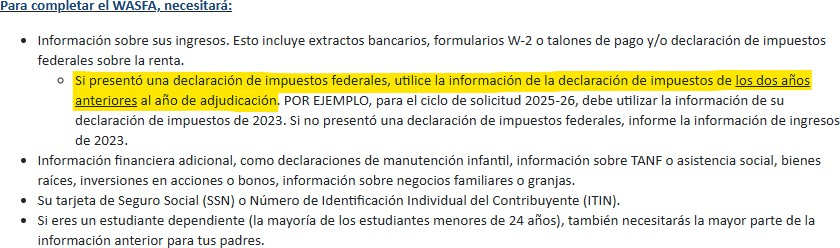 Para completar el WASFA, necesitará:
• Información sobre sus ingresos. Esto incluye extractos bancarios, formularios W-2 o talones de pago y/o declaración de impuestos
federales sobre la renta.
o Si presentó una declaración de impuestos federales, utilice la información de la declaración de impuestos de los dos años
anteriores al año de adjudicación. POR EJEMPLO, para el ciclo de solicitud 2025-26, debe utilizar la información de su
declaración de impuestos de 2023. Si no presentó una declaración de impuestos federales, informe la información de ingresos
de 2023.
• Información financiera adicional, como declaraciones de manutención infantil, información sobre TANF o asistencia social, bienes
raíces, inversiones en acciones o bonos, información sobre negocios familiares o granjas.
• Su tarjeta de Seguro Social (SSN) o Número de Identificación Individual del Contribuyente (ITIN).
• Si eres un estudiante dependiente (la mayoría de los estudiantes menores de 24 años), también necesitarás la mayor parte de la
información anterior para tus padres.